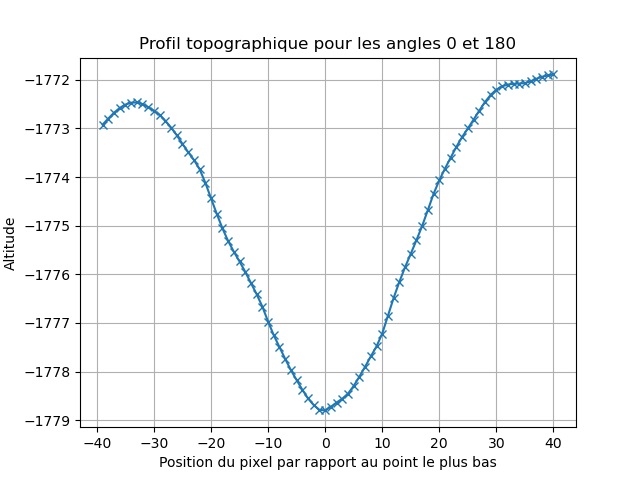 Profil topographique pour les angles 0 et 180
Altitude
−1772
−1773
−1774
−1775
−1776
−1777
−1778
−1779
−40 −30 −20 −10 0 10 20 30 40
Position du pixel par rapport au point le plus bas